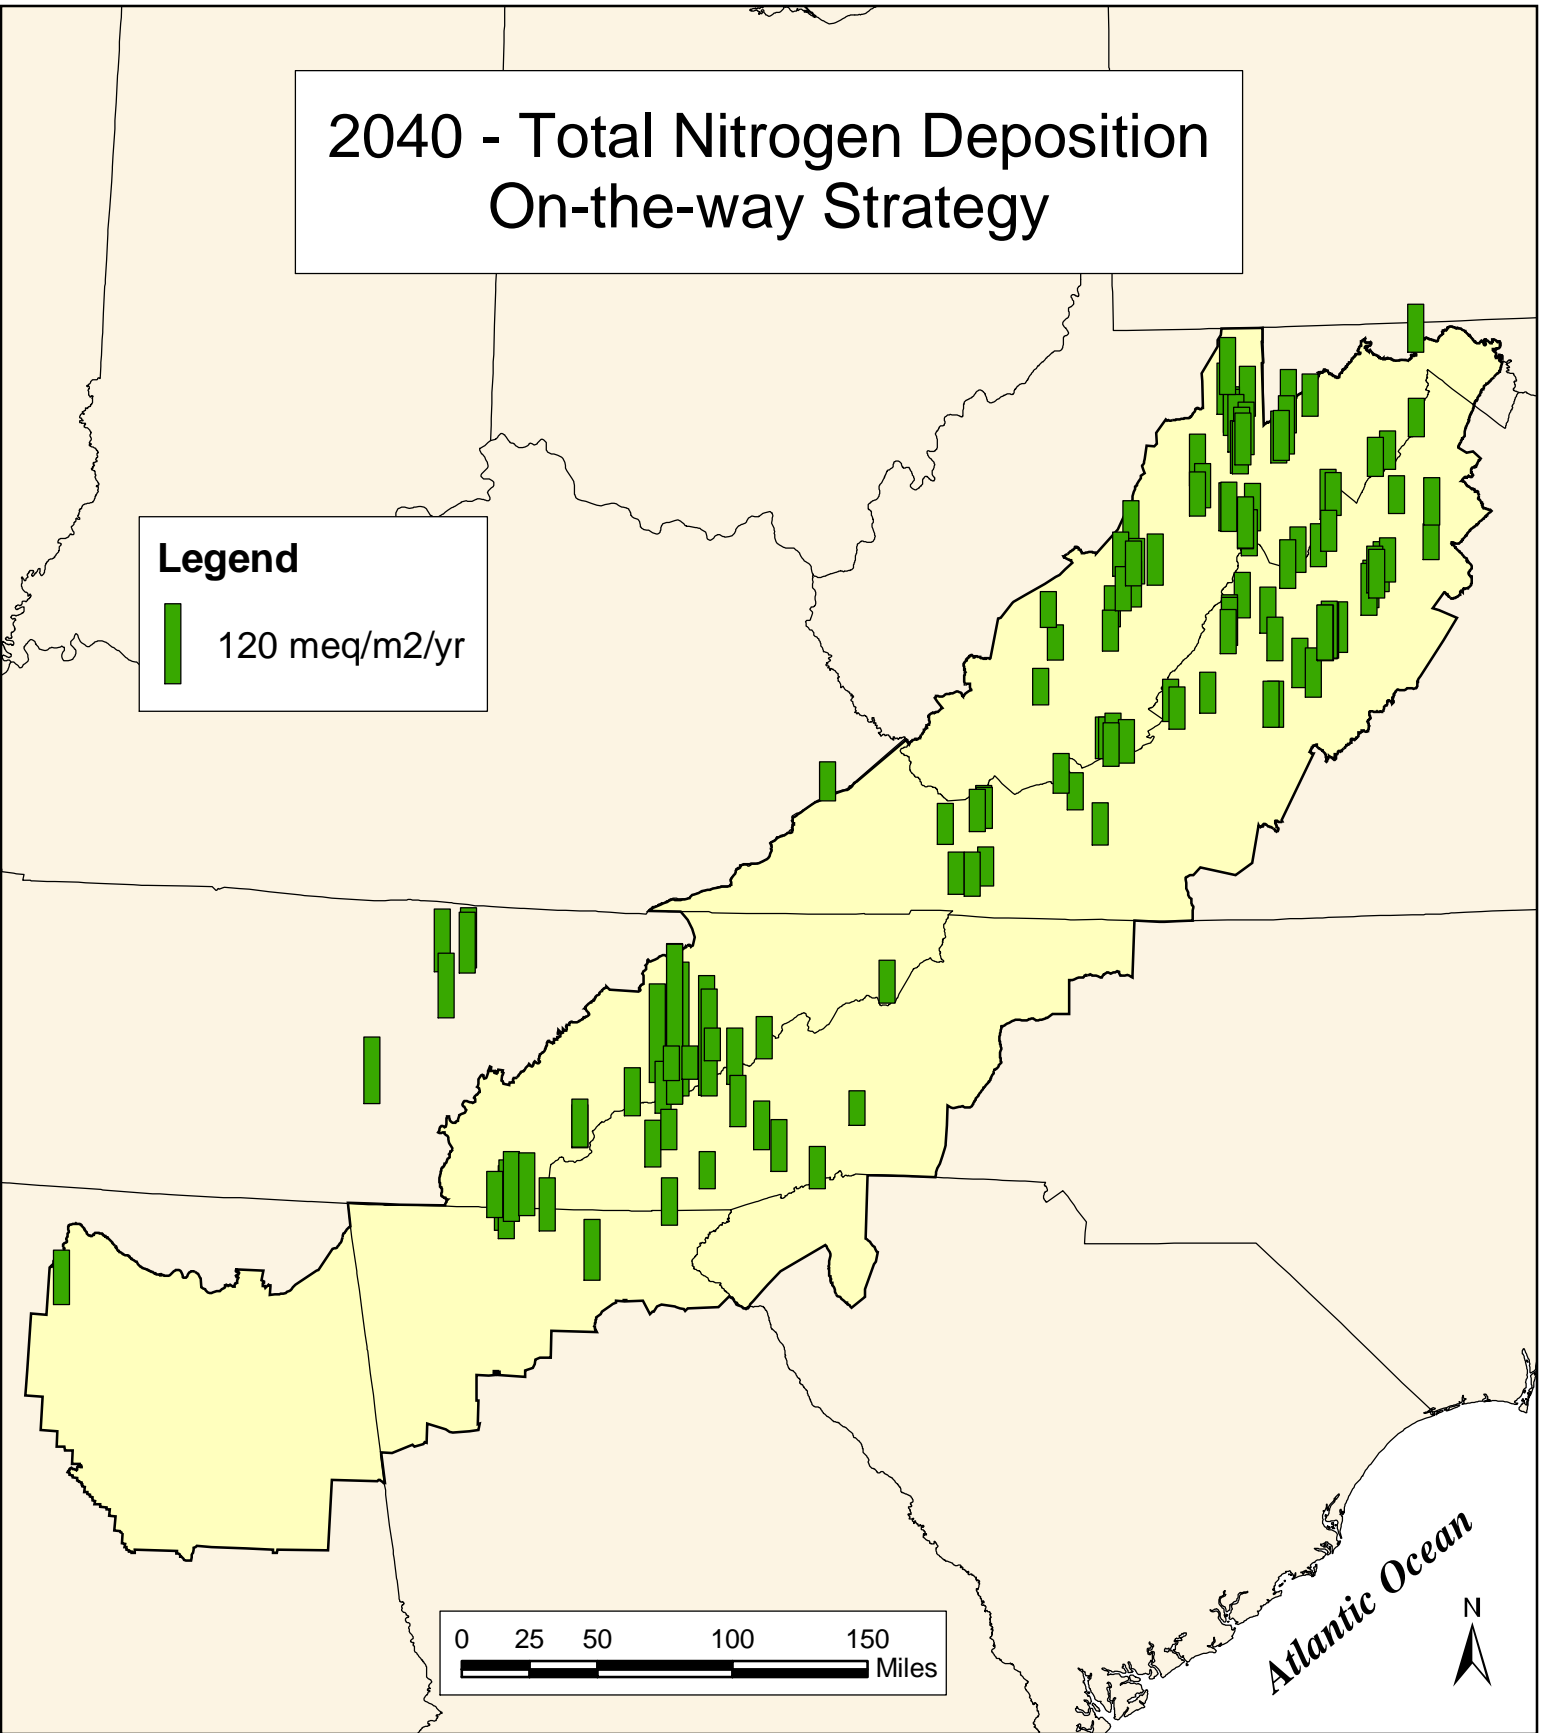 2040 - Total Nitrogen Deposition
On-the-way Strategy
Legend
120 meq/m2/yr
0 25 50 100 150
Miles
Atlantic Ocean
N